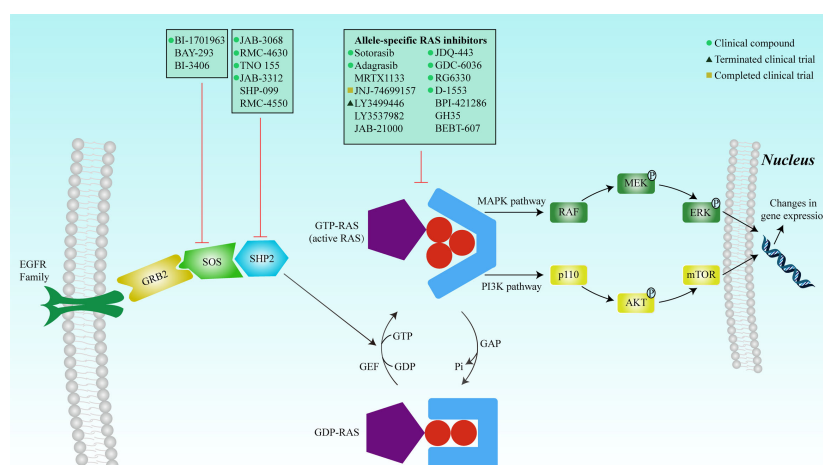 BI-1701963
BAY-293
BI-3406
JAB-3068
RMC-4630
TNO 155
JAB-3312
SHP-099
RMC-4550
Allele-specific RAS inhibitors
Sotorasib
Adagrasib
MRTX1133
JNJ-74699157
LY3499446
LY3537982
JAB-21000
JDQ-443
GDC-6036
RG6330
D-1553
BPI-421286
GH35
BEBT-607
Clinical compound
Terminated clinical trial
Completed clinical trial
Nucleus
Changes in
gene expressio
EGFR
Family
GRB2
SOS
SHP2
GTP-RAS
(active RAS)
MAPK pathway
RAF
MEK
P
ERK
P
PI3K pathway
p110
AKT
P
mTOR
GTP
GEF
GDP
GAP
Pi
GDP-RAS